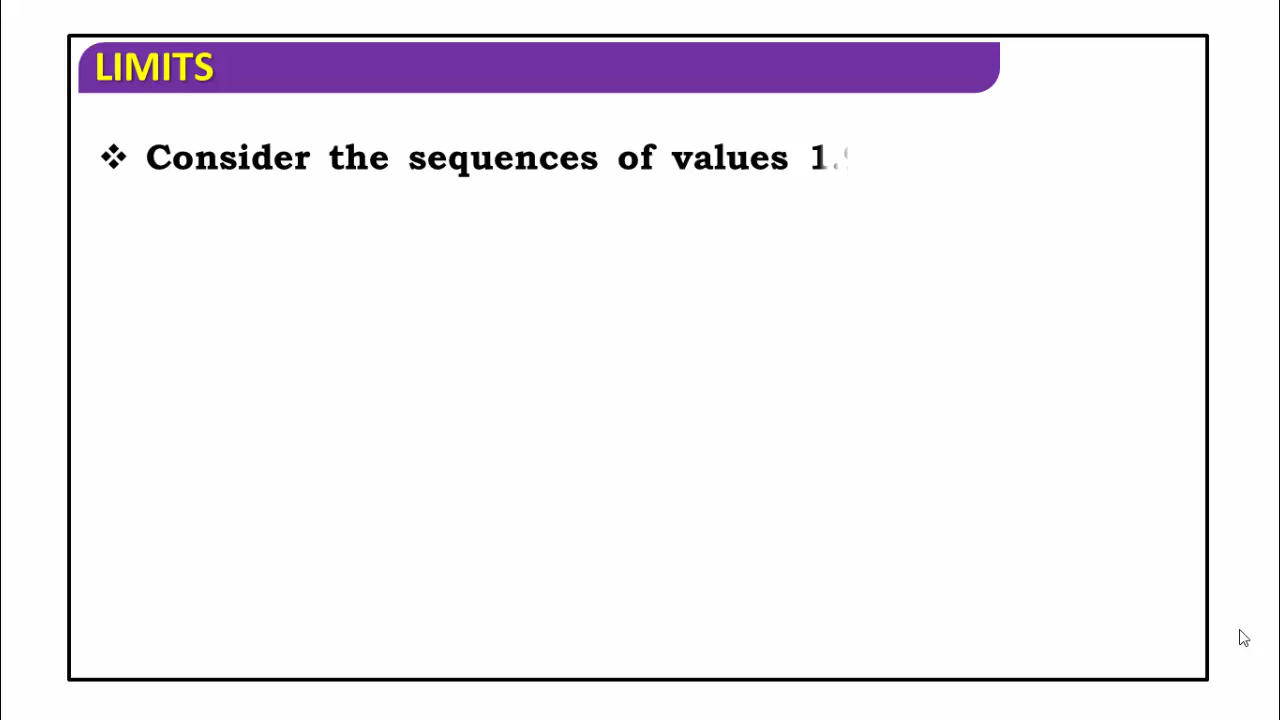 LIMITS
❖ Consider the sequences of values 1.